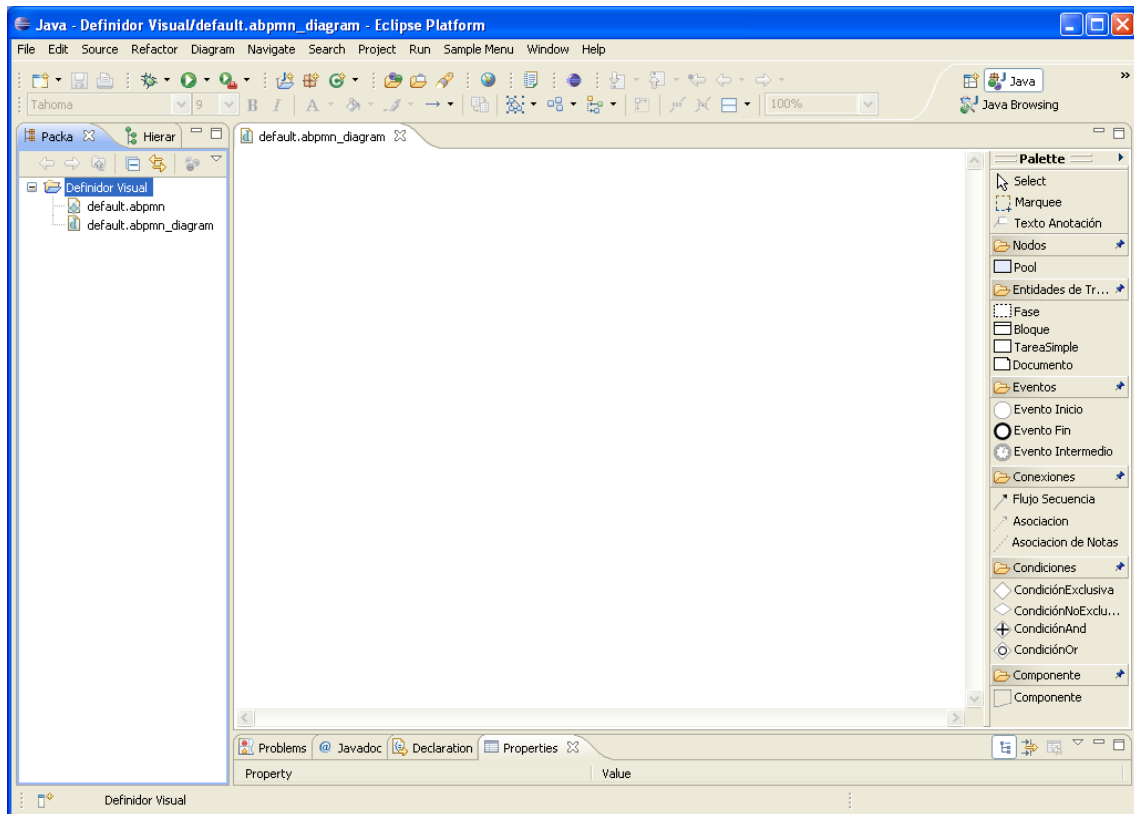 Java - Definidor Visual/default.abpmn_diagram - Eclipse Platform
File Edit Source Refactor Diagram Navigate Search Project Run Sample Menu Window Help
Java
»
Tahoma 9 B I A 100%
Java Browsing
Packa Hierar
default.abpmn_diagram
Definidor Visual
default.abpmn
default.abpmn_diagram
Palette
Select
Marquee
Texto Anotación
Nodos
Pool
Entidades de Tr...
Fase
Bloque
TareaSimple
Documento
Eventos
Evento Inicio
Evento Fin
Evento Intermedio
Conexiones
Flujo Secuencia
Asociacion
Asociacion de Notas
Condiciones
CondiciónExclusiva
CondiciónNoExclu...
CondiciónAnd
CondiciónOr
Componente
Componente
Problems @ Javadoc Declaration Properties
Property Value
Definidor Visual